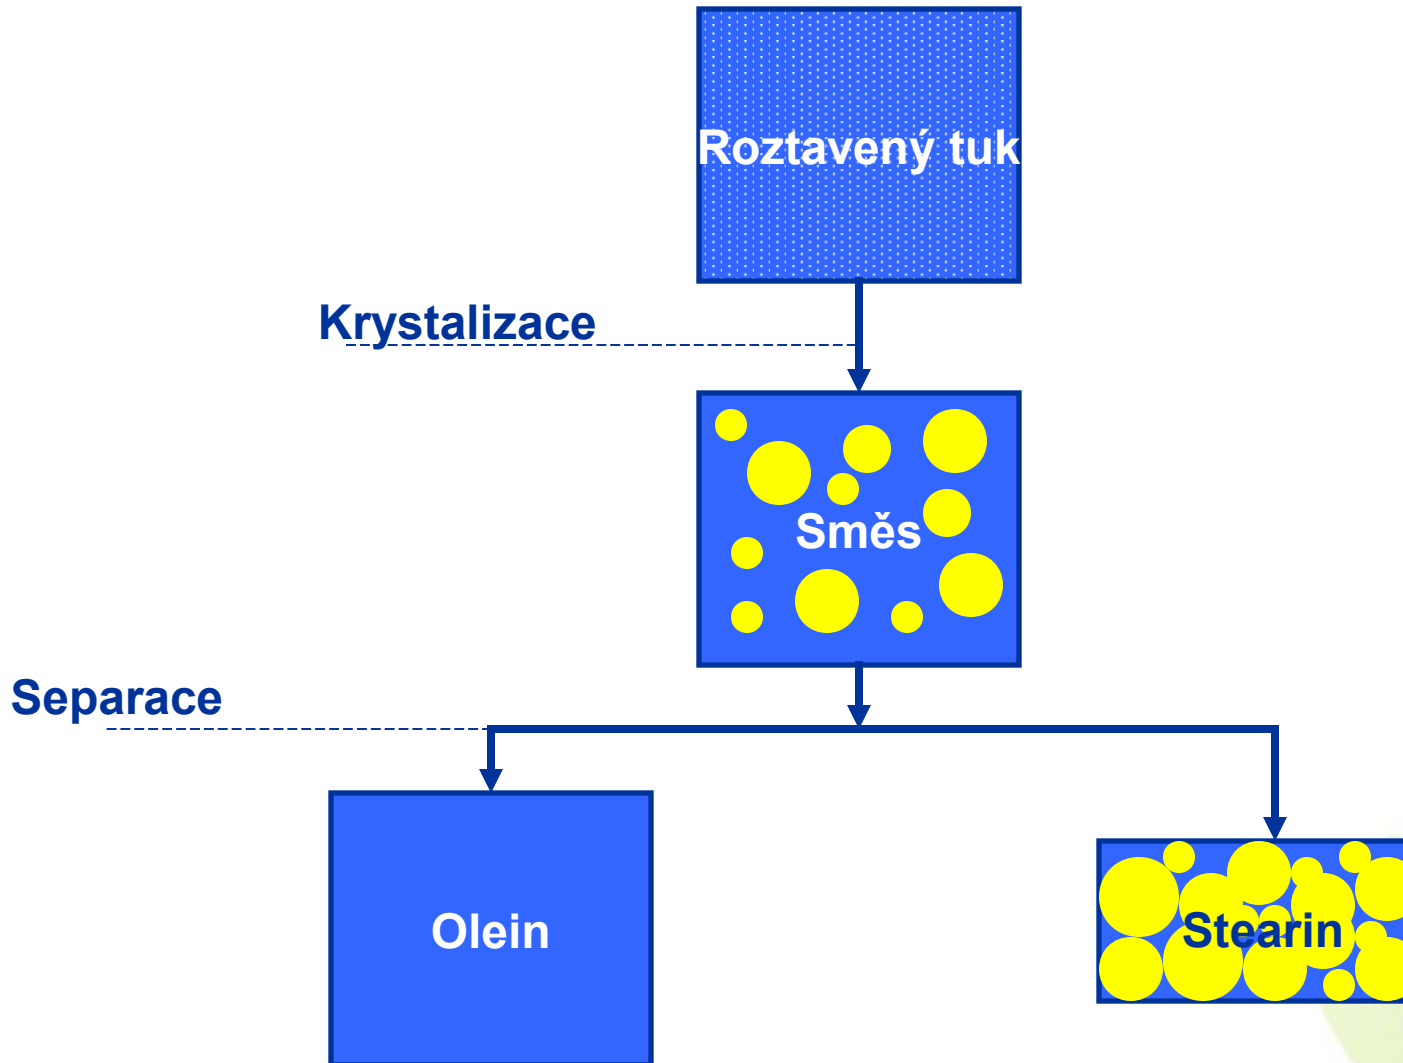 Roztavený tuk
Krystalizace
Směs
Separace
Olein
Stearin